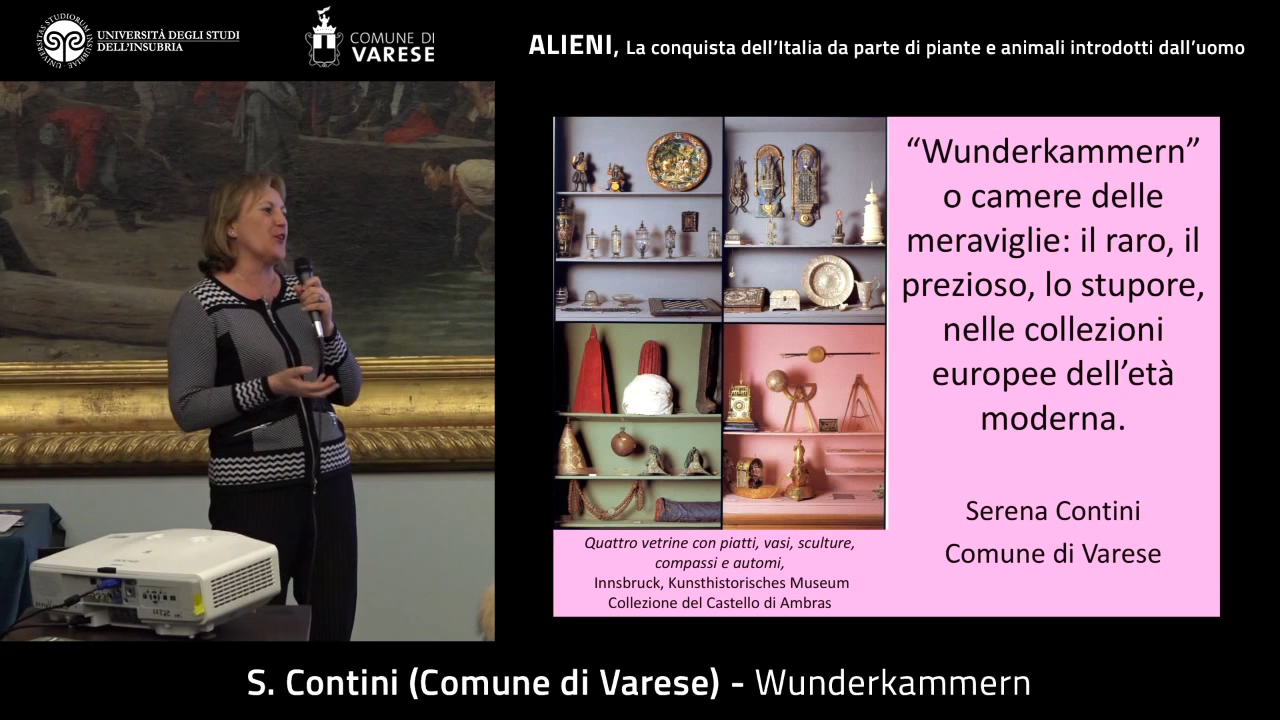 UNIVERSITÀ DEGLI STUDI
DELL'INSUBRIA
COMUNE DI
VARESE
ALIENI, La conquista dell'Italia da parte di piante e animali introdotti dall'uomo
“Wunderkammern”
o camere delle
meraviglie: il raro, il
prezioso, lo stupore,
nelle collezioni
europee dell'età
moderna.
Serena Contini
Comune di Varese
Quattro vetrine con piatti, vasi, sculture,
compassi e automi,
Innsbruck, Kunsthistorisches Museum
Collezione del Castello di Ambras
S. Contini (Comune di Varese) - Wunderkammern